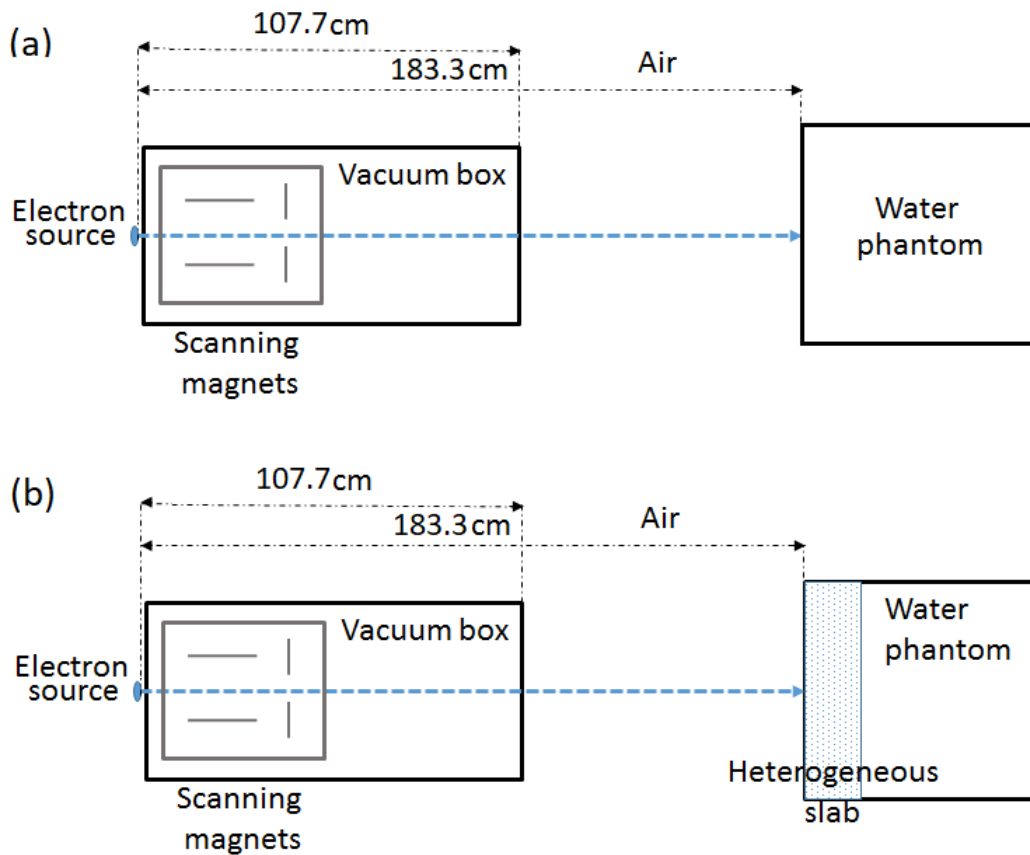 (a)
107.7cm
183.3cm
Air
Vacuum box
Electron
source
Water
phantom
Scanning
magnets
(b)
107.7cm
183.3cm
Air
Vacuum box
Electron
source
Water
phantom
Heterogeneous
slab
Scanning
magnets